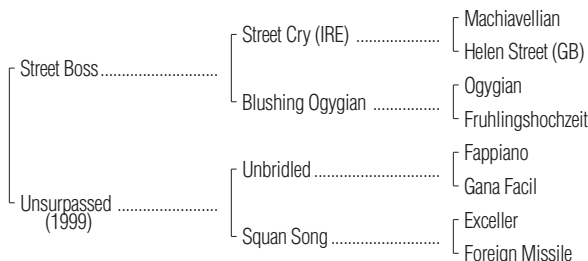 Machiavellian
Street Cry (IRE) ....................
Helen Street (GB)
Street Boss ............................
Ogygian
Blushing Ogygian ................
Fruhlingshochzeit
Fappiano
Unbridled ..............................
Gana Facil
Unsurpassed ........................
(1999)
Exceller
Squan Song ..........................
Foreign Missile